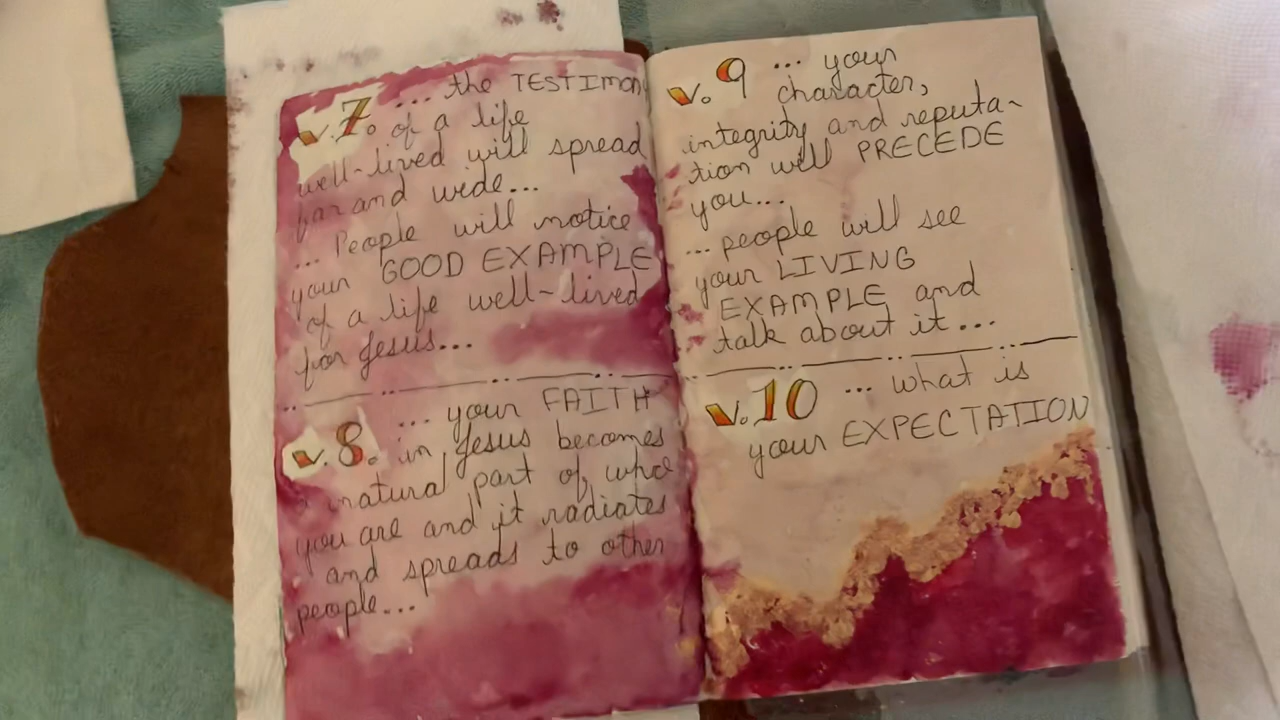 v.7. ... the TESTIMONY
of a life
well-lived will spread
far and wide...
... People will notice
your GOOD EXAMPLE
of a life well-lived
for Jesus...
v.8. ... your FAITH
in Jesus becomes
a natural part of who
you are and it radiates
and spreads to other
people...
v.9 ... your
character,
integrity and reputa-
tion will PRECEDE
you...
... people will see
your LIVING
EXAMPLE and
talk about it...
v.10 ... what is
your EXPECTATION